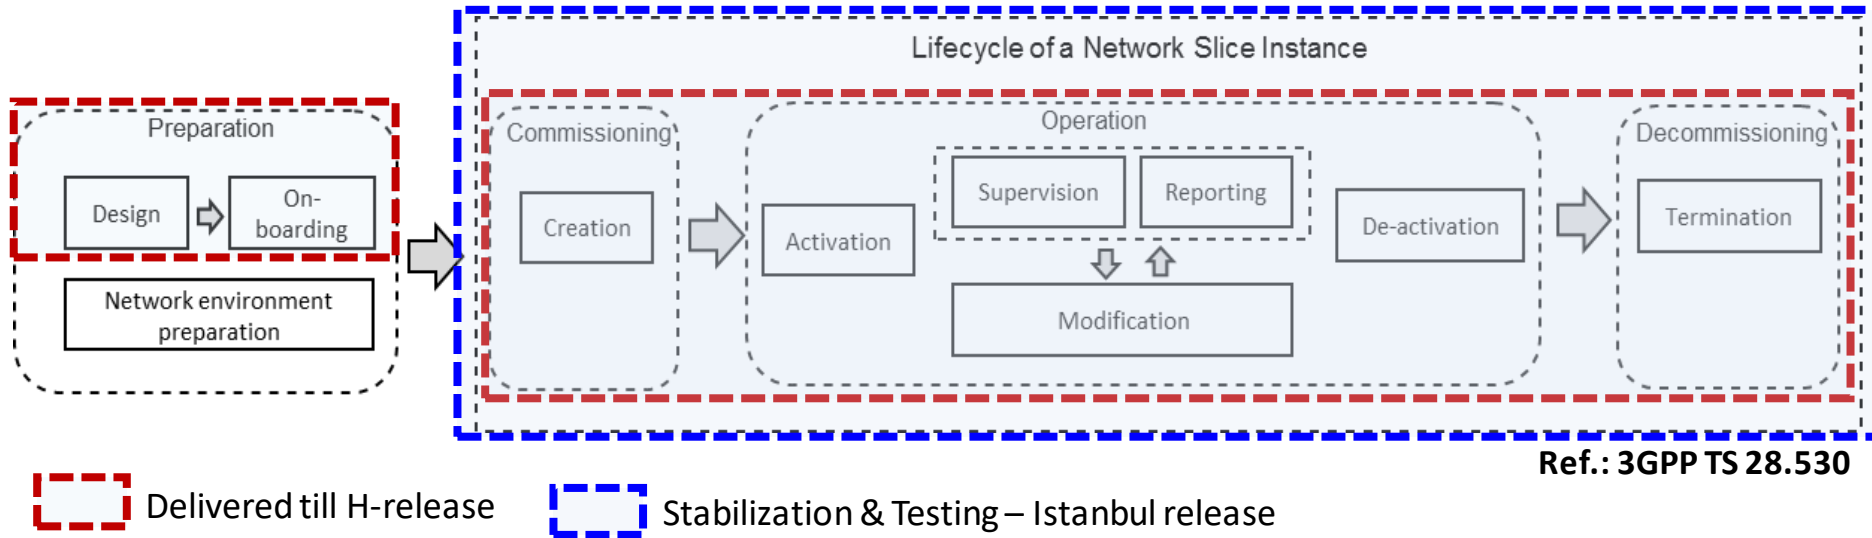 Lifecycle of a Network Slice Instance
Preparation
Design
On-
boarding
Network environment
preparation
Commissioning
Creation
Operation
Activation
Supervision
Reporting
Modification
De-activation
Decommissioning
Termination
Ref.: 3GPP TS 28.530
Delivered till H-release
Stabilization & Testing – Istanbul release